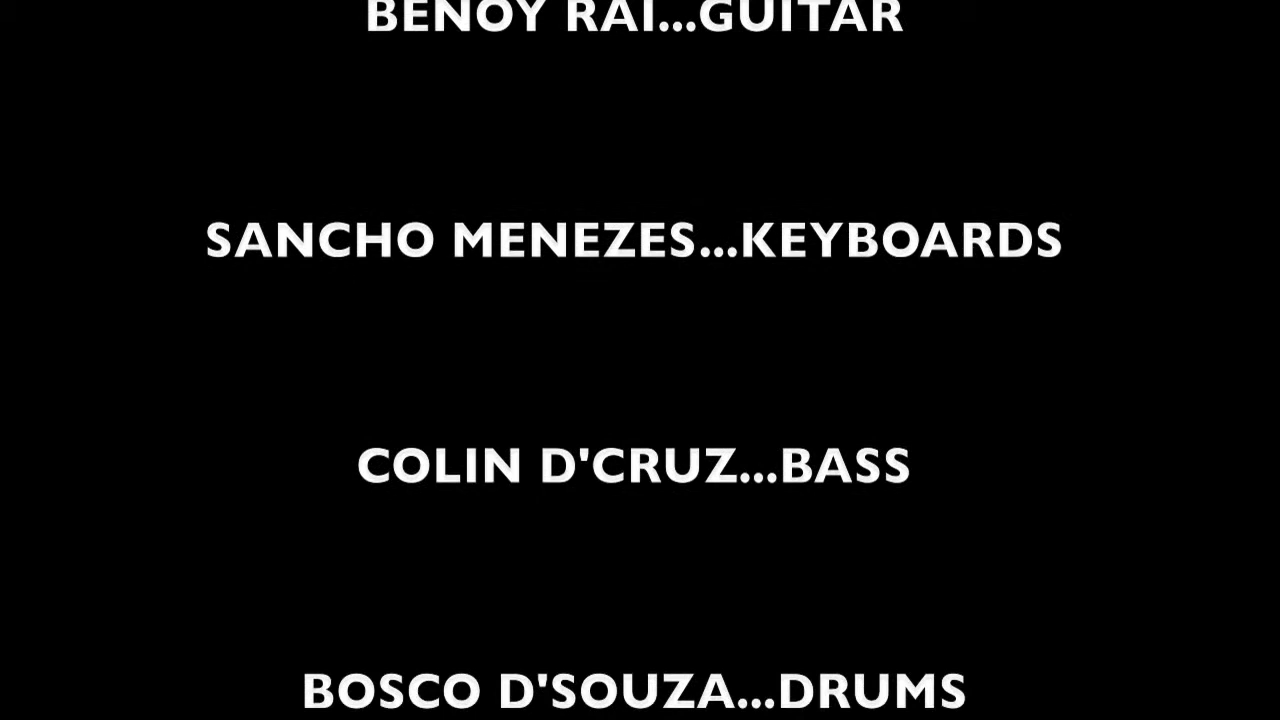 BENOY RAI...GUITAR
SANCHO MENEZES...KEYBOARDS
COLIN D'CRUZ...BASS
BOSCO D'SOUZA...DRUMS